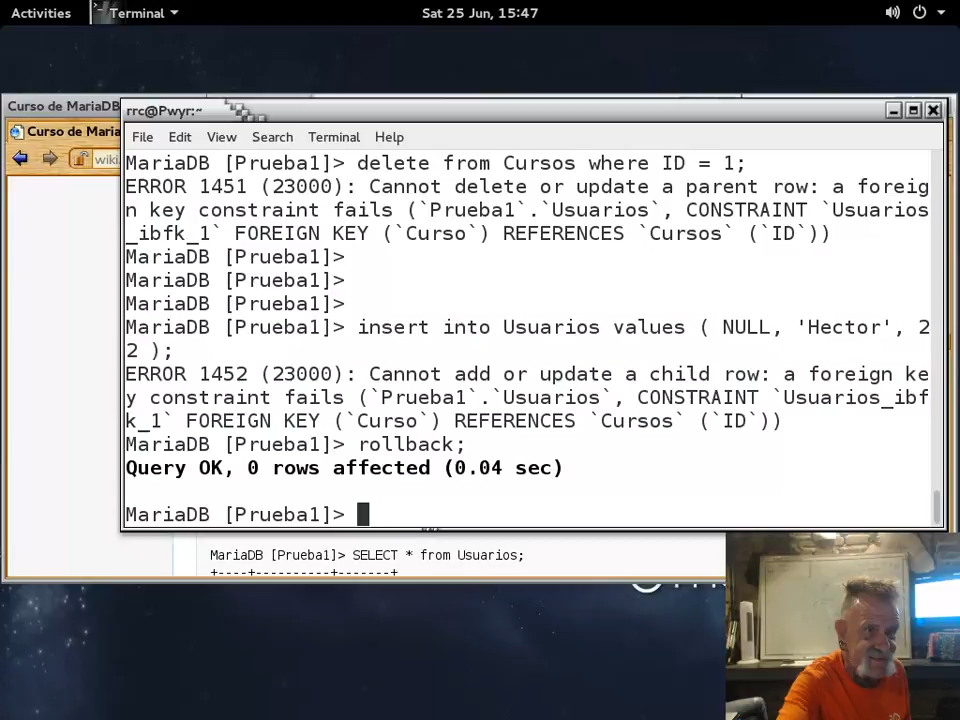 Activities
Terminal
Sat 25 Jun, 15:47
Curso de MariaDB
rrc@Pwyr:~
Curso de Maria
File Edit View Search Terminal Help
wiki
MariaDB [Prueba1]> delete from Cursos where ID = 1;
ERROR 1451 (23000): Cannot delete or update a parent row: a foreig
n key constraint fails (`Prueba1`.`Usuarios`, CONSTRAINT `Usuarios
_ibfk_1` FOREIGN KEY (`Curso`) REFERENCES `Cursos` (`ID`))
MariaDB [Prueba1]>
MariaDB [Prueba1]>
MariaDB [Prueba1]>
MariaDB [Prueba1]> insert into Usuarios values ( NULL, 'Hector', 2
2 );
ERROR 1452 (23000): Cannot add or update a child row: a foreign ke
y constraint fails (`Prueba1`.`Usuarios`, CONSTRAINT `Usuarios_ibf
k_1` FOREIGN KEY (`Curso`) REFERENCES `Cursos` (`ID`))
MariaDB [Prueba1]> rollback;
Query OK, 0 rows affected (0.04 sec)
MariaDB [Prueba1]>
MariaDB [Prueba1]> SELECT * from Usuarios;
+----+----------+-------+